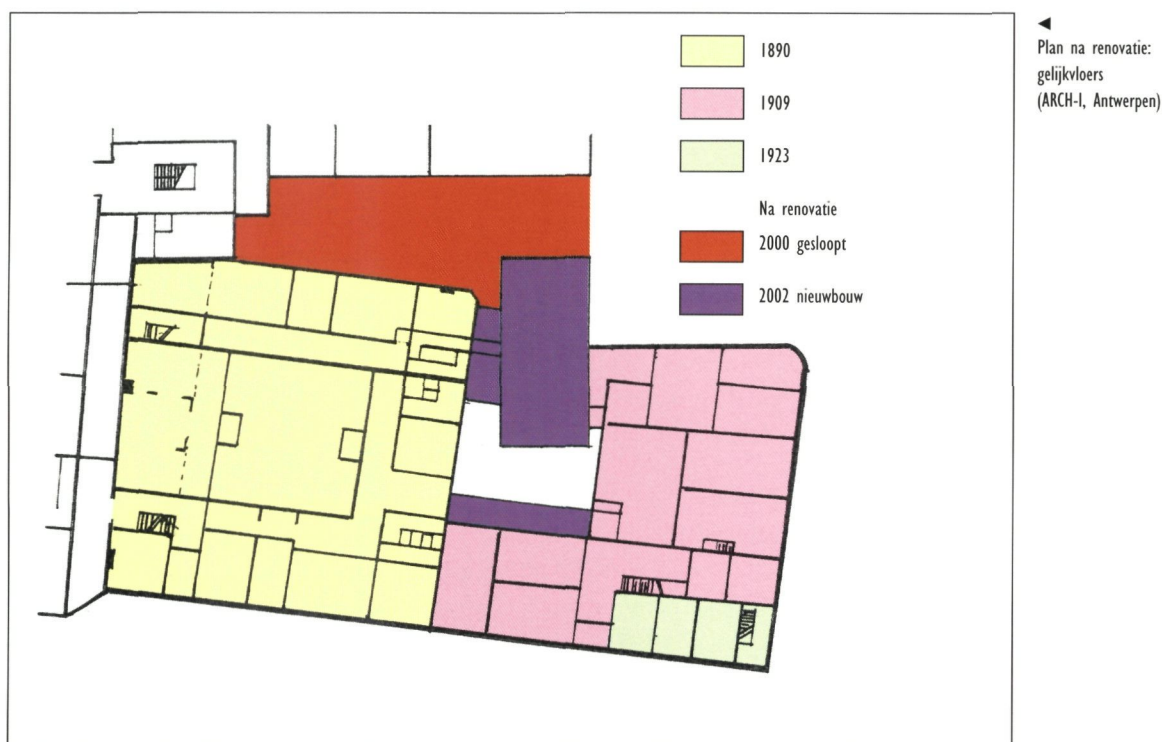 1890
1909
1923
Na renovatie
2000 gesloopt
2002 nieuwbouw
◄
Plan na renovatie:
gelijkvloers
(ARCH-I, Antwerpen)